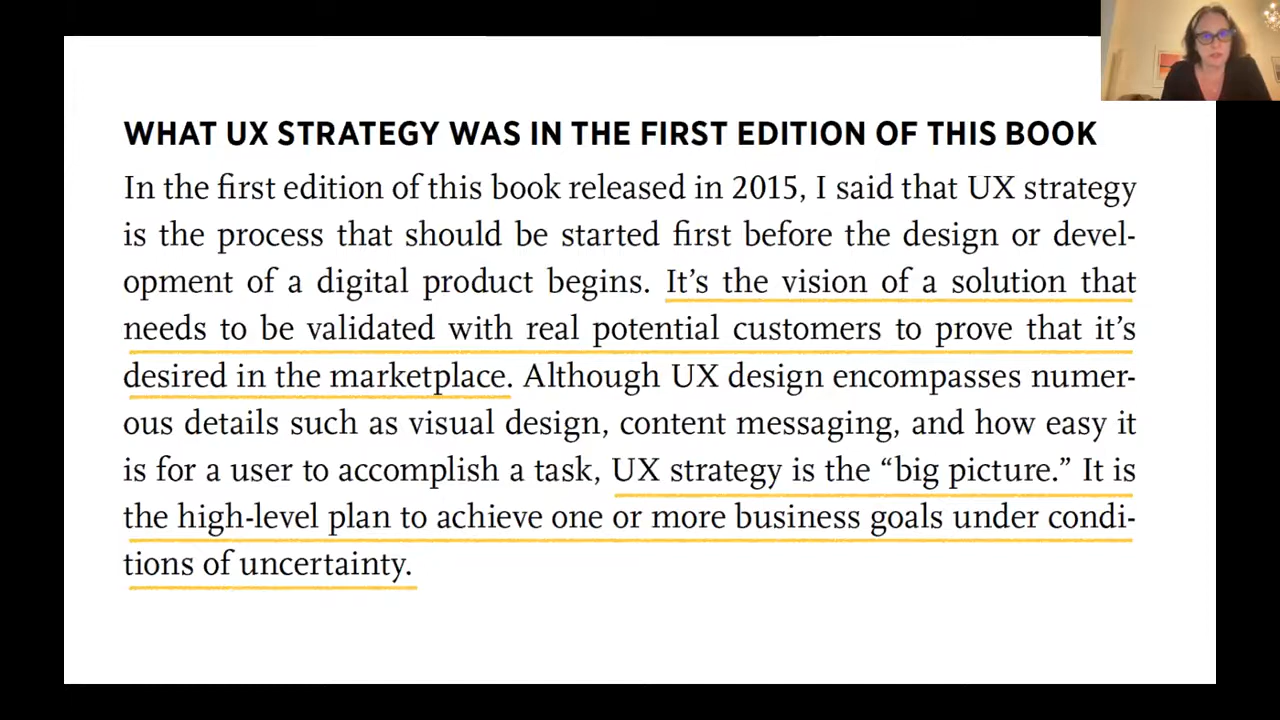 WHAT UX STRATEGY WAS IN THE FIRST EDITION OF THIS BOOK
In the first edition of this book released in 2015, I said that UX strategy
is the process that should be started first before the design or devel-
opment of a digital product begins. It’s the vision of a solution that
needs to be validated with real potential customers to prove that it’s
desired in the marketplace. Although UX design encompasses numer-
ous details such as visual design, content messaging, and how easy it
is for a user to accomplish a task, UX strategy is the “big picture.” It is
the high-level plan to achieve one or more business goals under condi-
tions of uncertainty.